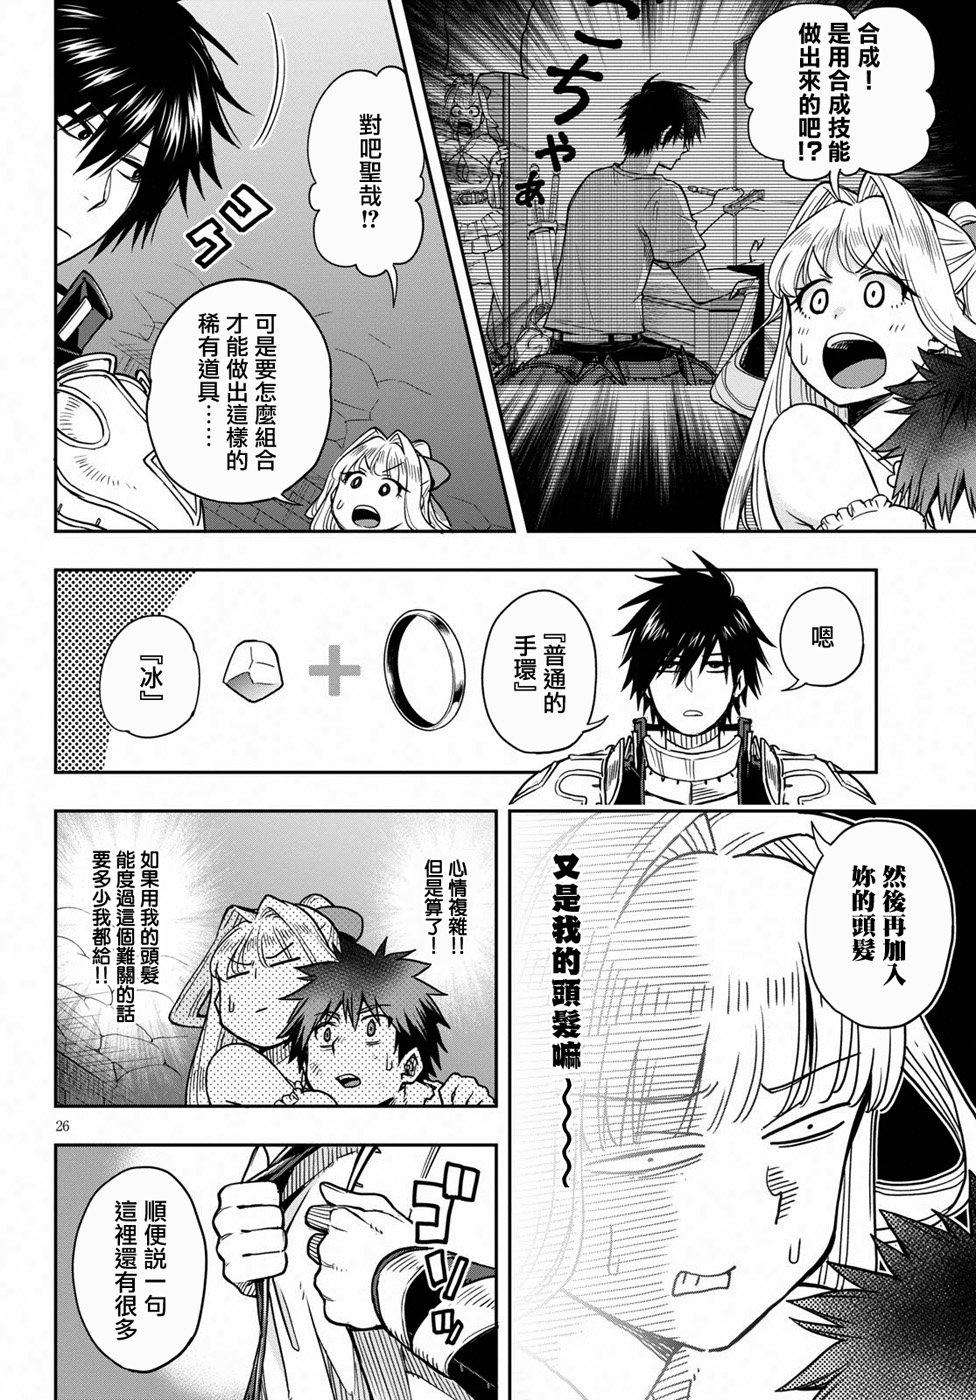 合成！
是用合成技能
做出來的吧!?
こちゃぁ
對吧聖哉!?
コク
可是要怎麼組合
才能做出這樣的
稀有道具……
嗯
『普通的
手環』
『冰』
然後再加入
妳的頭髮
又是我的頭髮嘛～～
心情複雜!!
但是算了！
如果用我的頭髮
能度過這個難關的話
要多少我都給!!
26
順便說一句
這裡還有很多
ゴソ